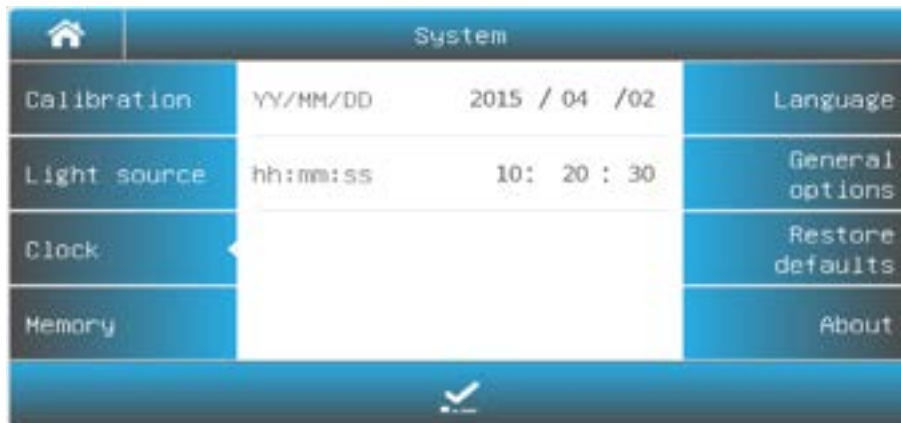 System
Calibration
YY/MM/DD 2015 / 04 /02
Language
Light source
hh:mm:ss 10: 20 : 30
General
options
Clock
Restore
defaults
Memory
About